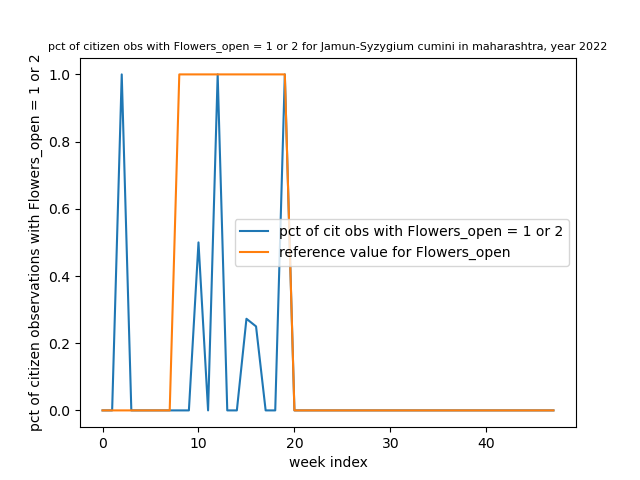 pct of citizen obs with Flowers_open = 1 or 2 for Jamun-Syzygium cumini in maharashtra, year 2022
pct of citizen observations with Flowers_open = 1 or 2
1.0
0.8
0.6
0.4
0.2
0.0
pct of cit obs with Flowers_open = 1 or 2
reference value for Flowers_open
0 10 20 30 40
week index